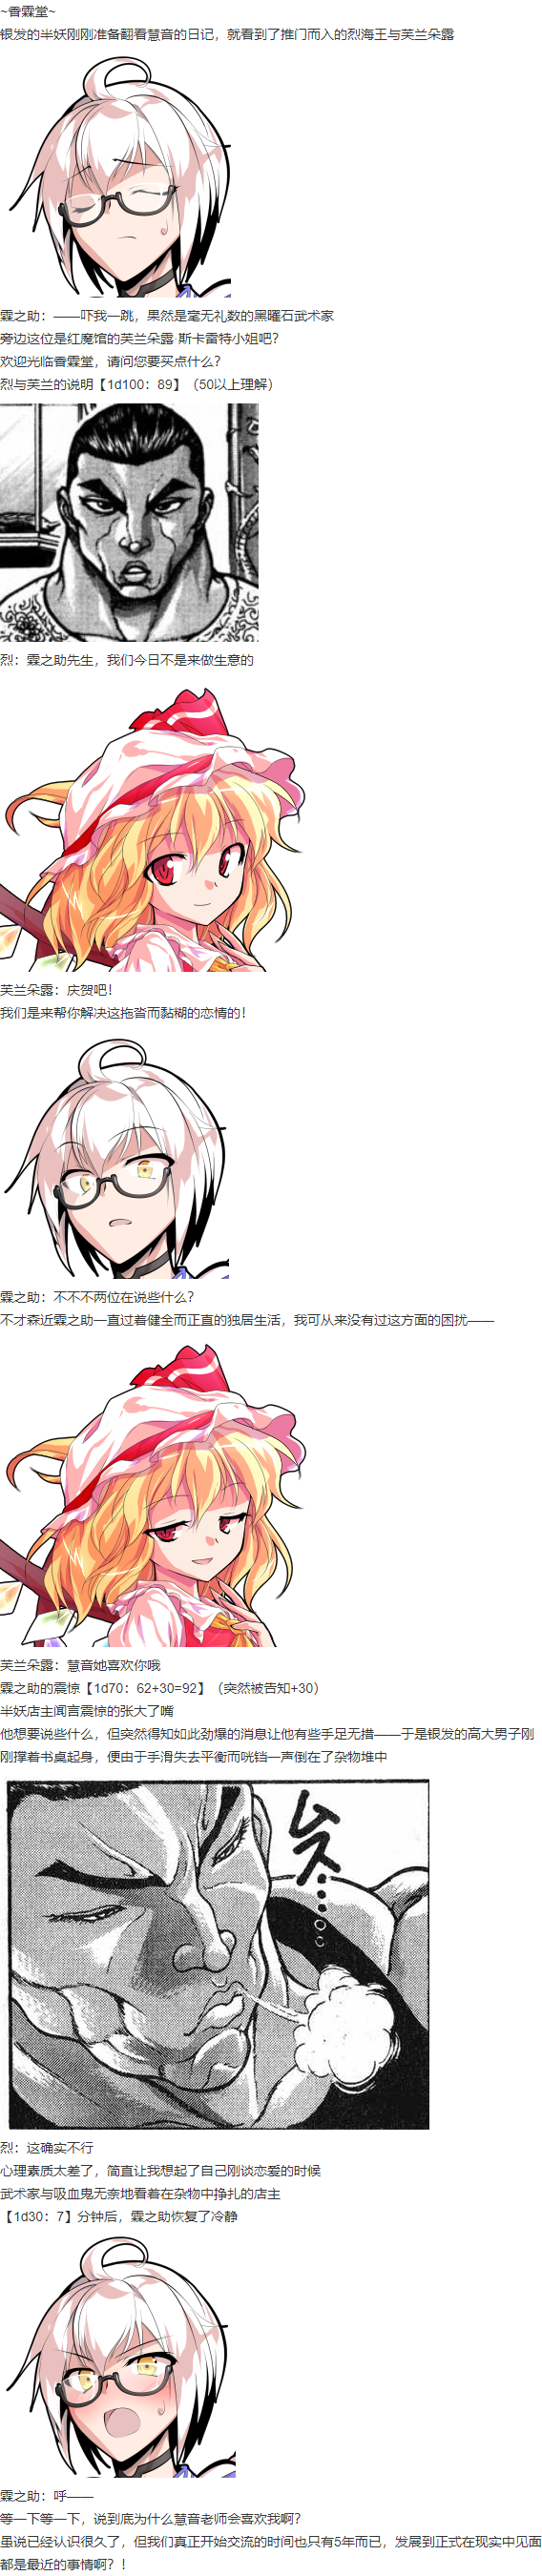 ~香霖堂~
银发的半妖刚刚准备翻看慧音的日记，就看到了推门而入的烈海王与芙兰朵露
霖之助：——吓我一跳，果然是毫无礼数的黑曜石武术家
旁边这位是红魔馆的芙兰朵露·斯卡雷特小姐吧？
欢迎光临香霖堂，请问您要买点什么？
烈与芙兰的说明【1d100：89】（50以上理解）
烈：霖之助先生，我们今日不是来做生意的
芙兰朵露：庆贺吧！
我们是来帮你解决这拖沓而黏糊的恋情的！
霖之助：不不不两位在说些什么？
不才森近霖之助一直过着健全而正直的独居生活，我可从来没有过这方面的困扰——
芙兰朵露：慧音她喜欢你哦
霖之助的震惊【1d70：62+30=92】（突然被告知+30）
半妖店主闻言震惊的张大了嘴
他想要说些什么，但突然得知如此劲爆的消息让他有些手足无措——于是银发的高大男子刚
刚撑着书桌起身，便由于手滑失去平衡而咣铛一声倒在了杂物堆中
ムス…
烈：这确实不行
心理素质太差了，简直让我想起了自己刚谈恋爱的时候
武术家与吸血鬼无奈地看着在杂物中挣扎的店主
【1d30：7】分钟后，霖之助恢复了冷静
霖之助：呼——
等一下等一下，说到底为什么慧音老师会喜欢我啊？
虽说已经认识很久了，但我们真正开始交流的时间也只有5年而已，发展到正式在现实中见面
都是最近的事情啊？！